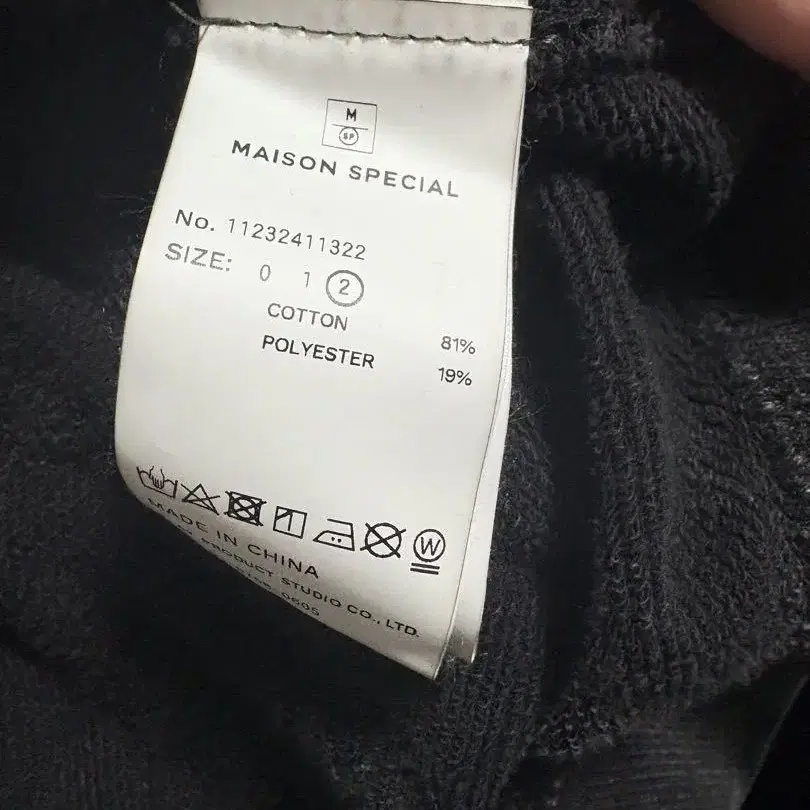 M
SP
MAISON SPECIAL
No. 11232411322
SIZE: 0 1 2
COTTON 81%
POLYESTER 19%
W
MADE IN CHINA
PRODUCT STUDIO CO., LTD.
0605